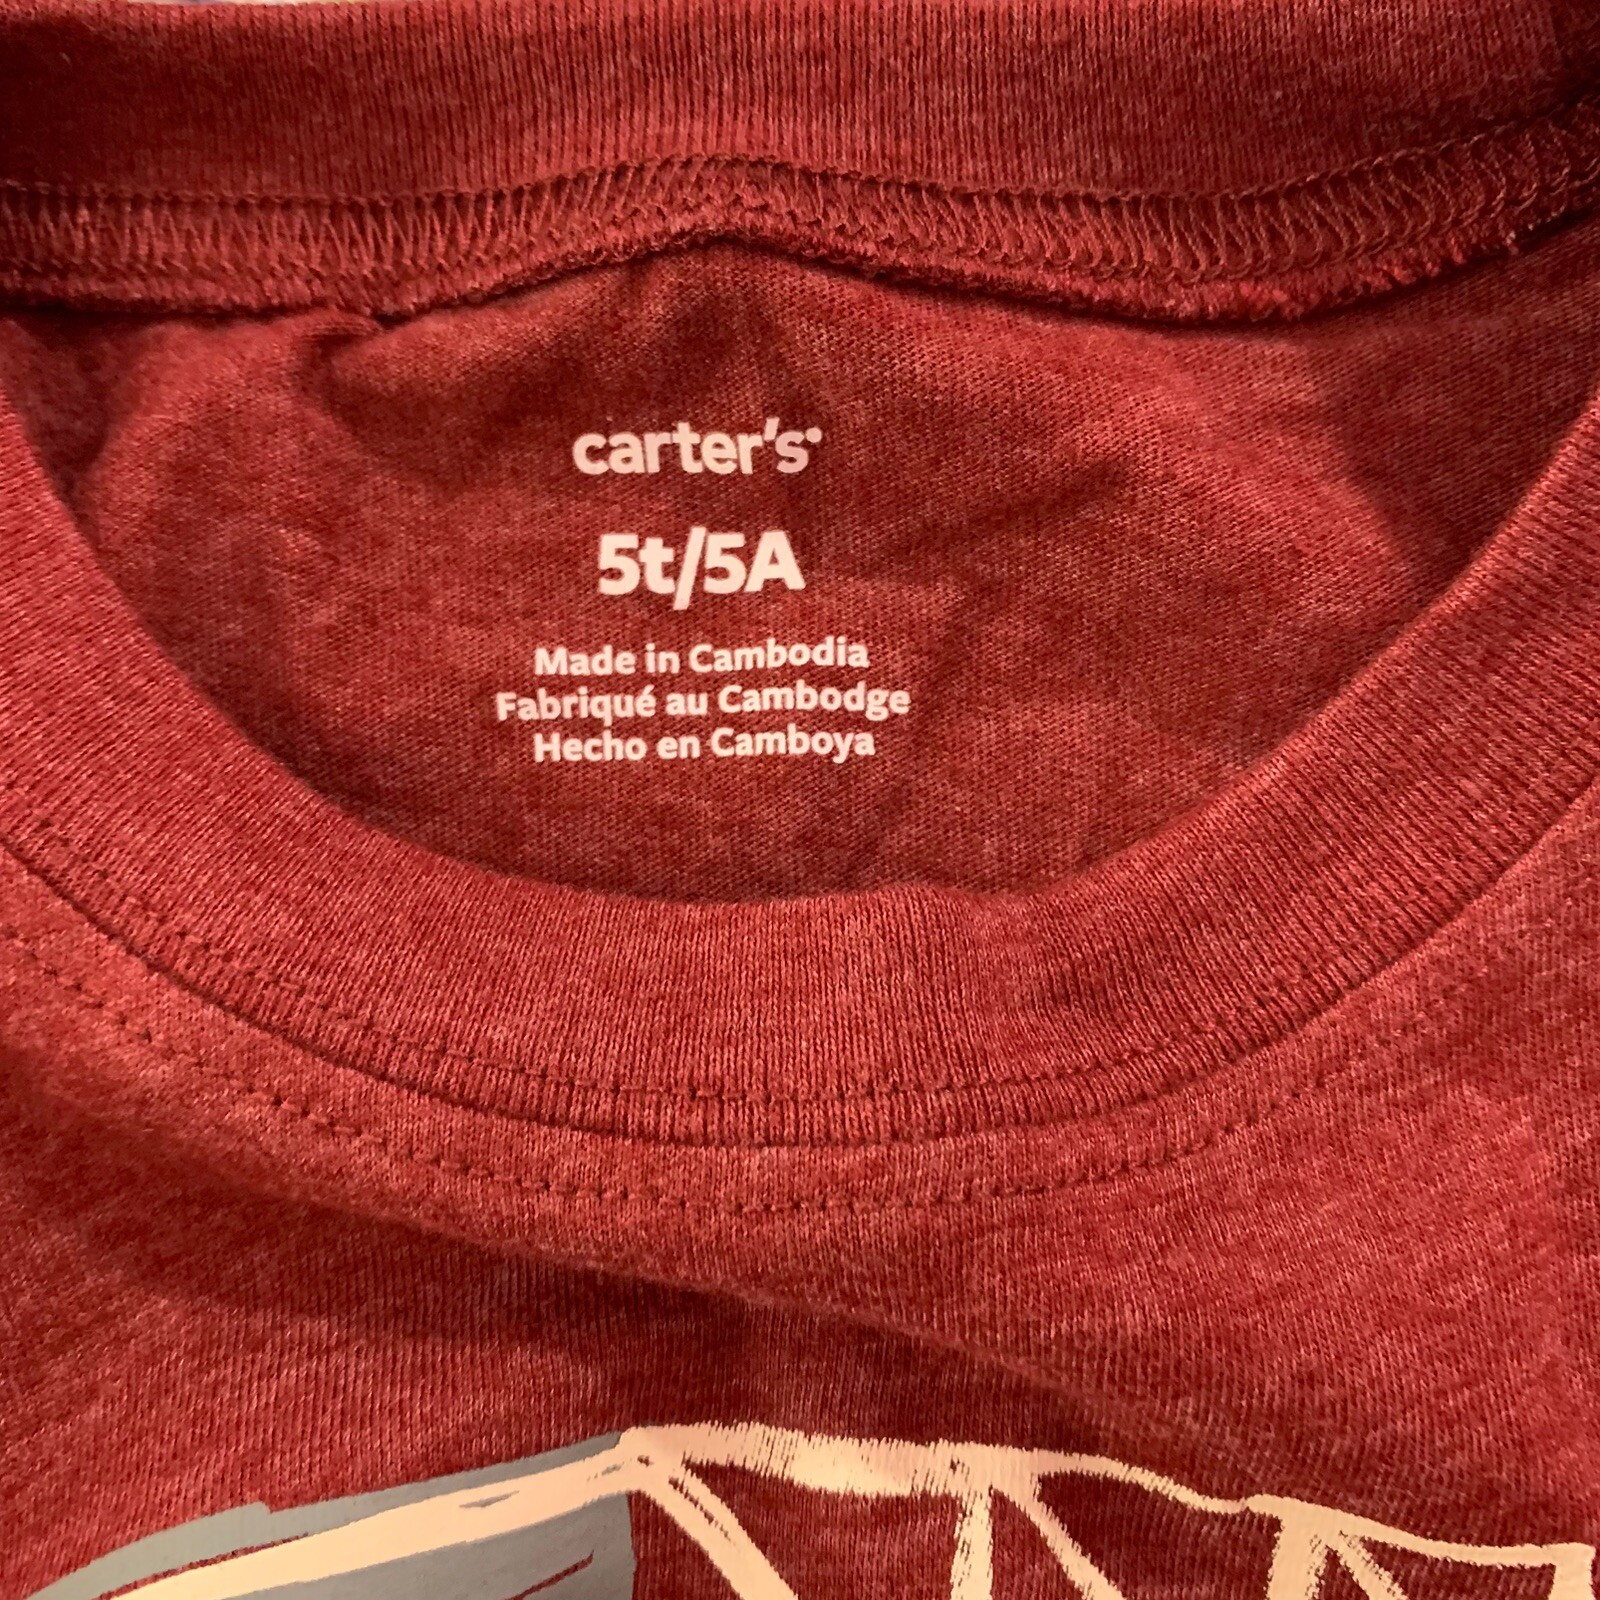 carter's
5t/5A
Made in Cambodia
Fabriqué au Cambodge
Hecho en Camboya